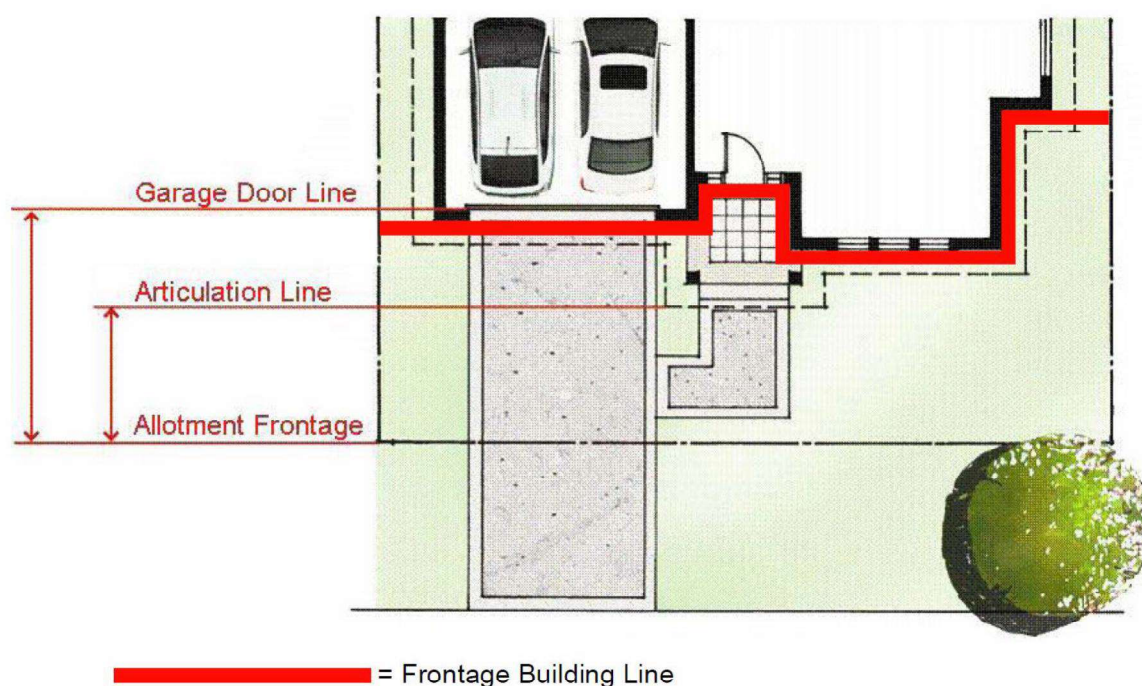 Garage Door Line
Articulation Line
Allotment Frontage
= Frontage Building Line